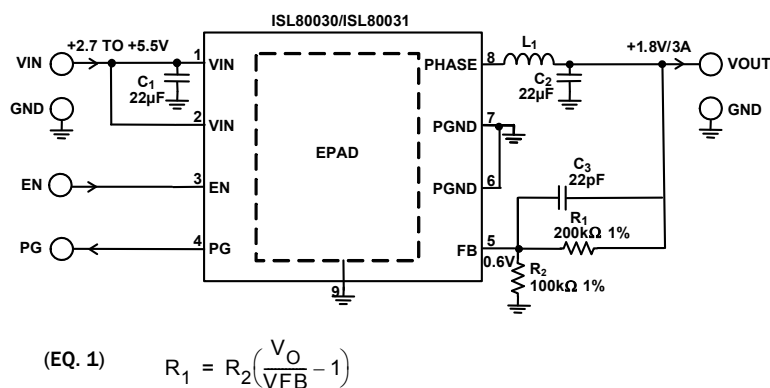 ISL80030/ISL80031
VIN
+2.7 TO +5.5V
1
VIN
C1
22µF
GND
2
VIN
EN
3
EN
PG
4
PG
EPAD
9
PHASE
8
L1
C2
22µF
+1.8V/3A
VOUT
GND
PGND
7
PGND
6
C3
22pF
R1
200kΩ 1%
FB
5
0.6V
R2
100kΩ 1%
(EQ. 1) R1 = R2(VO/VFB − 1)